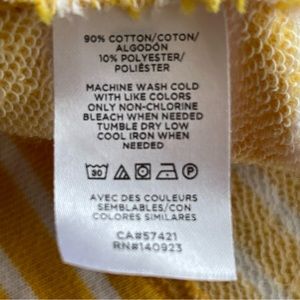 90% COTTON/COTON/
ALGODÓN
10% POLYESTER/
POLIÉSTER
MACHINE WASH COLD
WITH LIKE COLORS
ONLY NON-CHLORINE
BLEACH WHEN NEEDED
TUMBLE DRY LOW
COOL IRON WHEN
NEEDED
30
AVEC DES COULEURS
SEMBLABLES/CON
COLORES SIMILARES
CA#57421
RN#140923